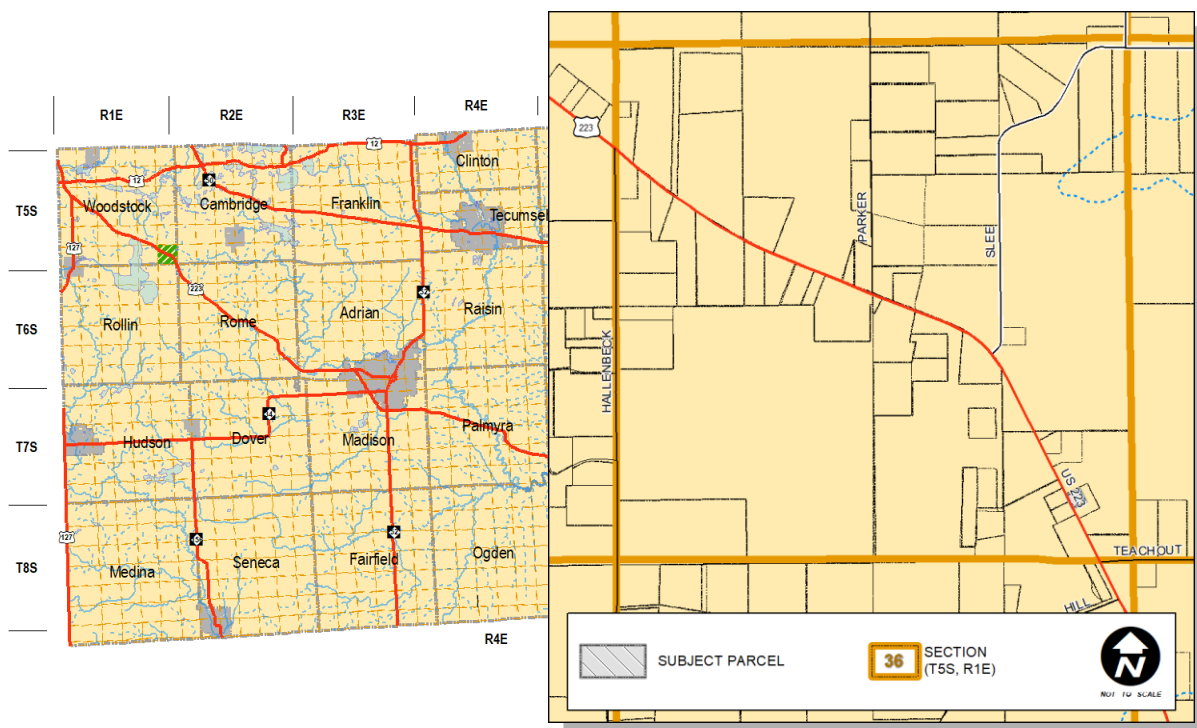 R1E
R2E
R3E
R4E
12
Clinton
12
T5S
Woodstock
Cambridge
Franklin
Tecumse
127
223
T6S
Rollin
Rome
Adrian
Raisin
T7S
Hudson
Dover
Madison
Palmyra
127
T8S
Medina
Seneca
Fairfield
Ogden
R4E
223
PARKER
SLEE
HALLENBECK
US 223
TEACHOUT
HILL
SUBJECT PARCEL
36
SECTION
(T5S, R1E)
N
NOT TO SCALE